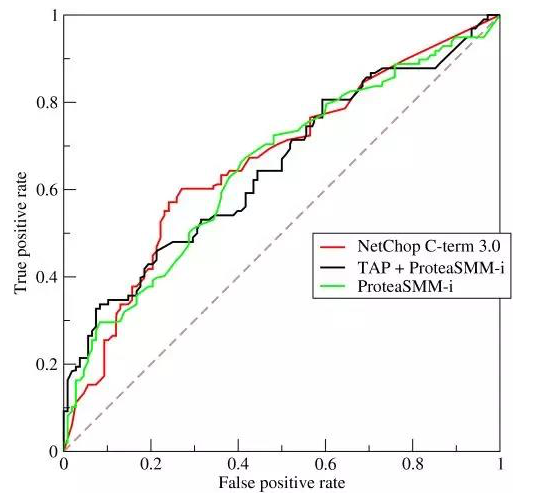 1
0.8
0.6
0.4
0.2
0
True positive rate
NetChop C-term 3.0
TAP + ProteaSMM-i
ProteaSMM-i
0 0.2 0.4 0.6 0.8 1
False positive rate